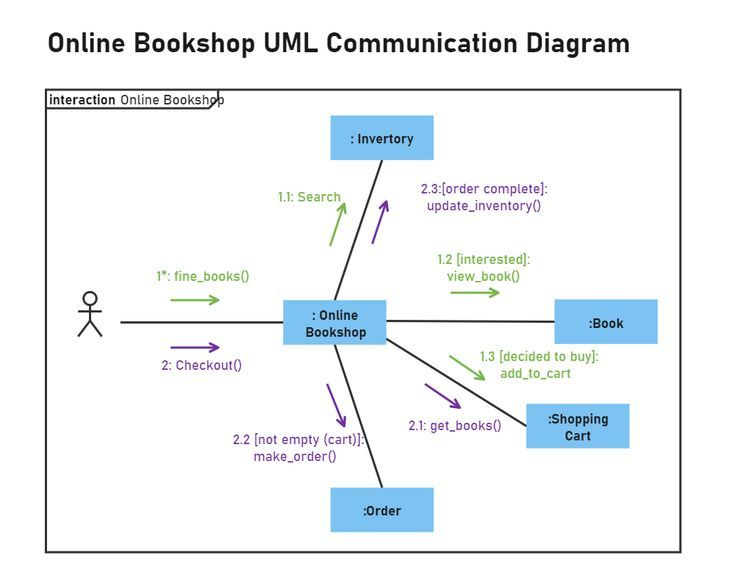 Online Bookshop UML Communication Diagram
interaction Online Bookshop
: Invertory
1.1: Search
2.3:[order complete]:
update_inventory()
1*: fine_books()
1.2 [interested]:
view_book()
: Online
Bookshop
:Book
2: Checkout()
1.3 [decided to buy]:
add_to_cart
2.1: get_books()
:Shopping
Cart
2.2 [not empty (cart)]:
make_order()
:Order